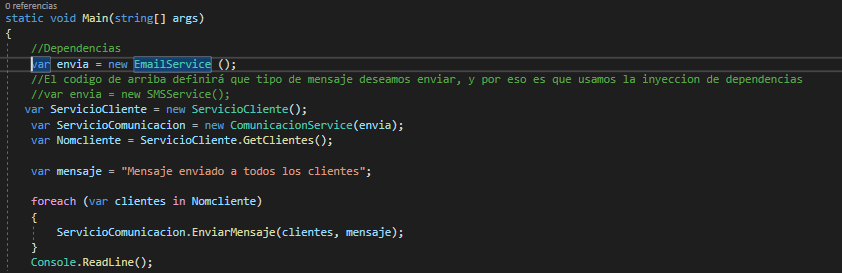 0 referencias
static void Main(string[] args)
{
//Dependencias
var envia = new EmailService ();
//El codigo de arriba definirá que tipo de mensaje deseamos enviar, y por eso es que usamos la inyeccion de dependencias
//var envia = new SMSService();
var ServicioCliente = new ServicioCliente();
var ServicioComunicacion = new ComunicacionService(envia);
var Nomcliente = ServicioCliente.GetClientes();
var mensaje = "Mensaje enviado a todos los clientes";
foreach (var clientes in Nomcliente)
{
ServicioComunicacion.EnviarMensaje(clientes, mensaje);
}
Console.ReadLine();